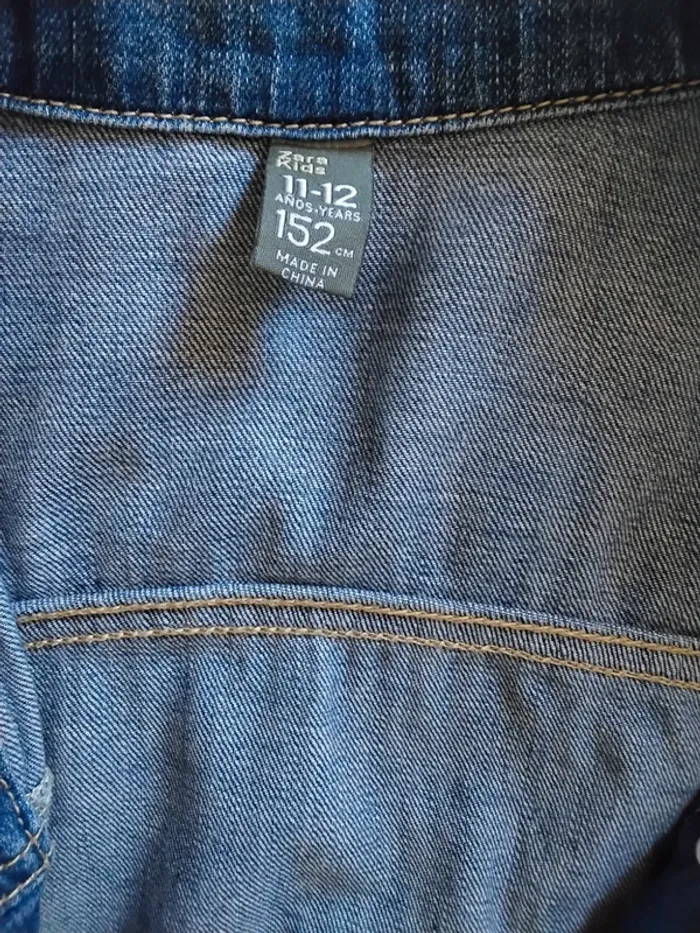 Zara
Kids
11-12
AÑOS-YEARS
152 CM
MADE IN
CHINA